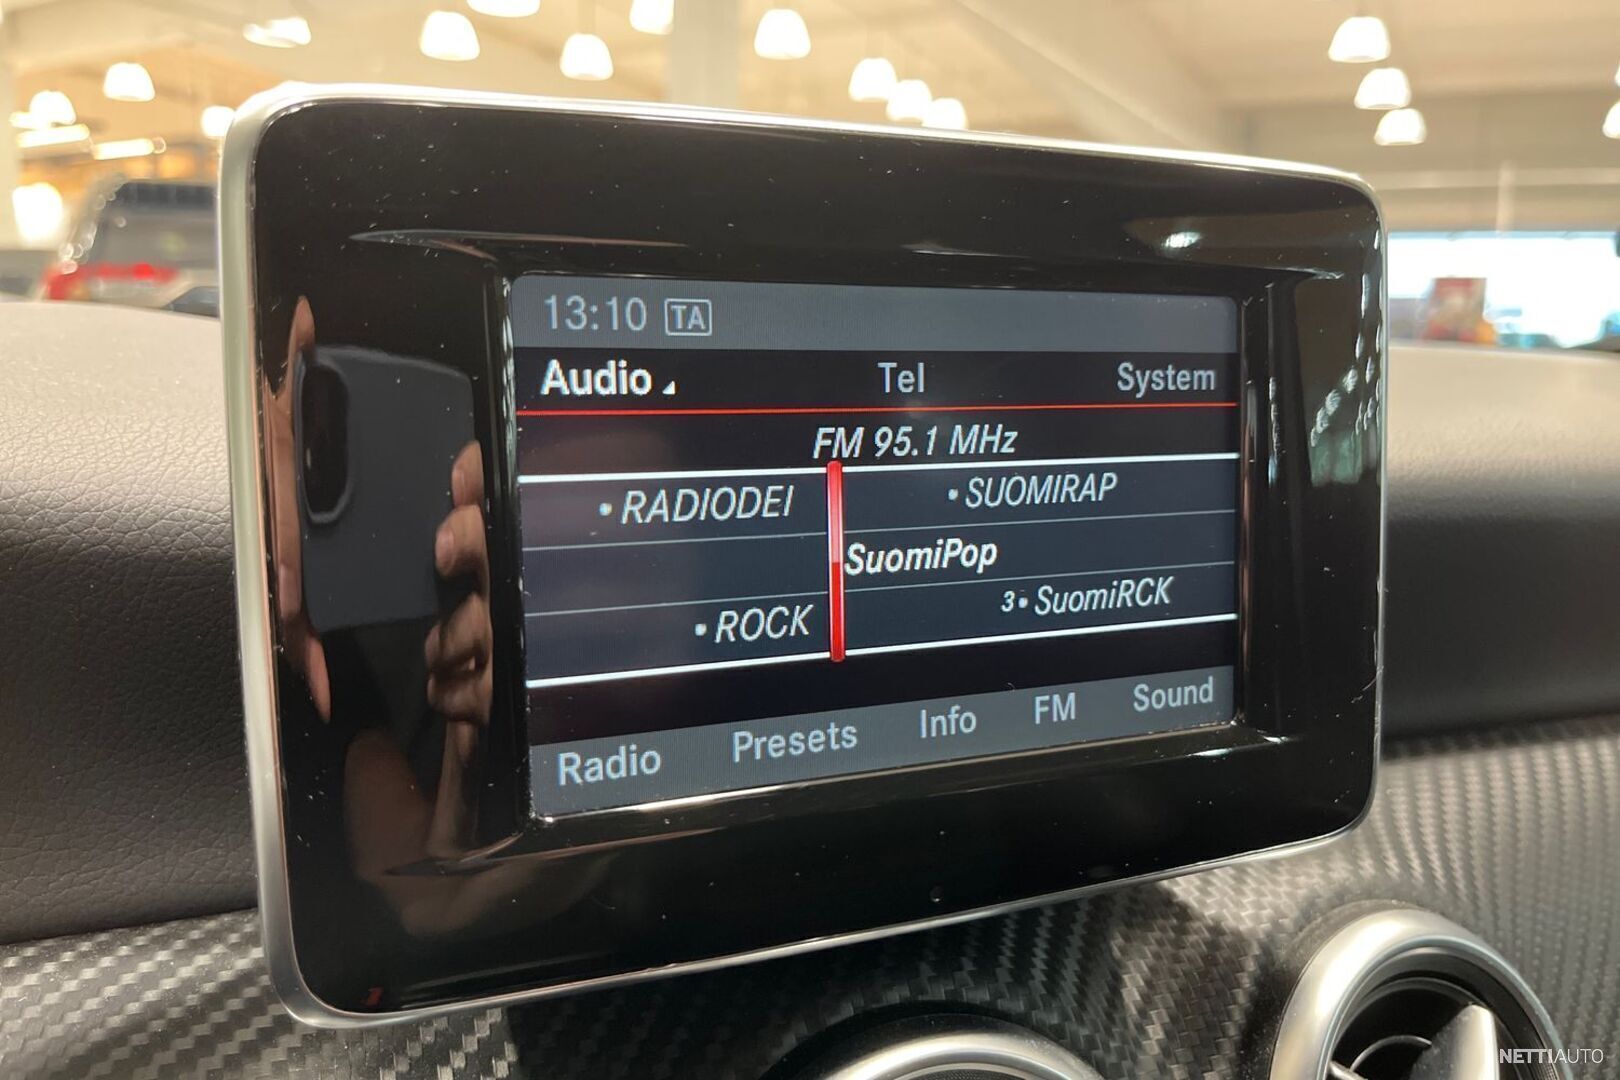 13:10 TA
Audio Tel System
FM 95.1 MHz
• RADIODEI • SUOMIRAP
SuomiPop
• ROCK 3• SuomiRCK
Radio Presets Info FM Sound
NETTIAUTO